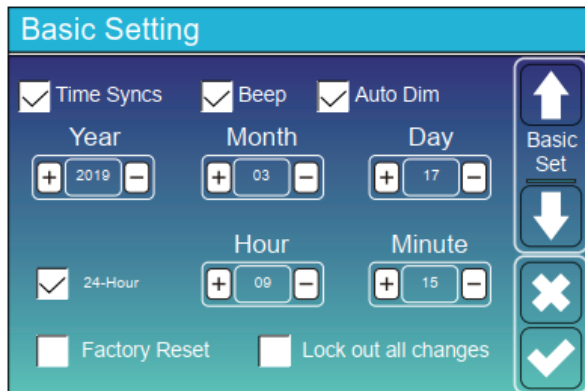 Basic Setting
Time Syncs Beep Auto Dim
Year Month Day
+ 2019 − + 03 − + 17 −
Basic
Set
Hour Minute
24-Hour + 09 − + 15 −
Factory Reset Lock out all changes